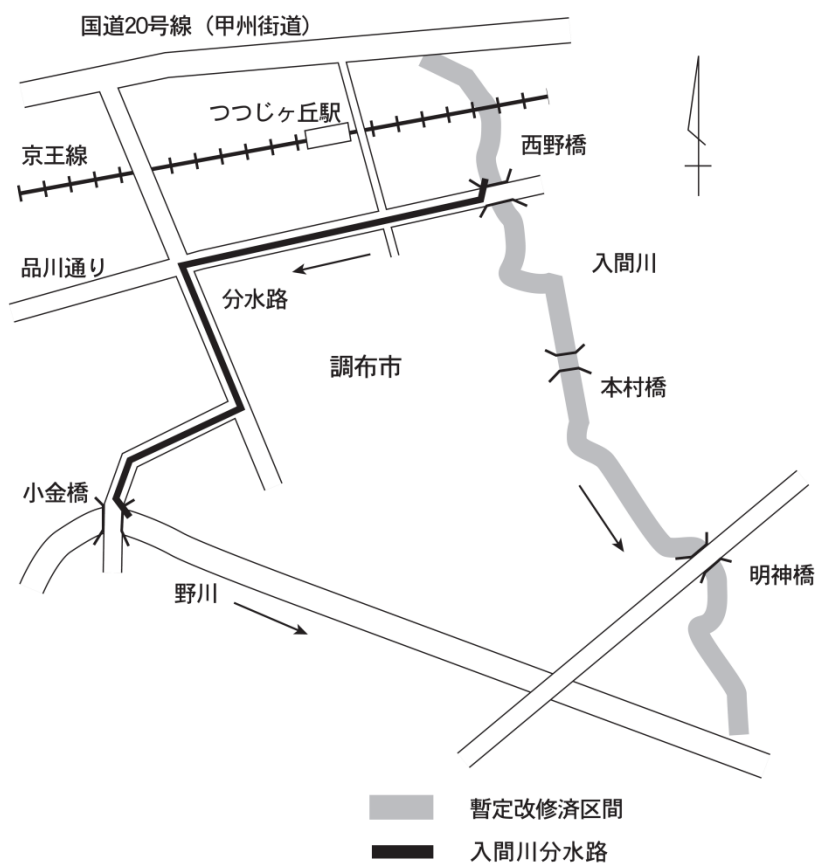 国道20号線（甲州街道）
つつじヶ丘駅
京王線
西野橋
品川通り
入間川
分水路
調布市
本村橋
小金橋
野川
明神橋
暫定改修済区間
入間川分水路